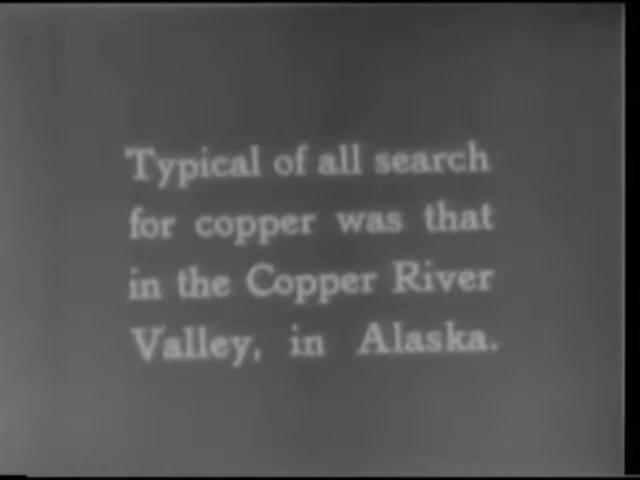 Typical of all search
for copper was that
in the Copper River
Valley, in Alaska.